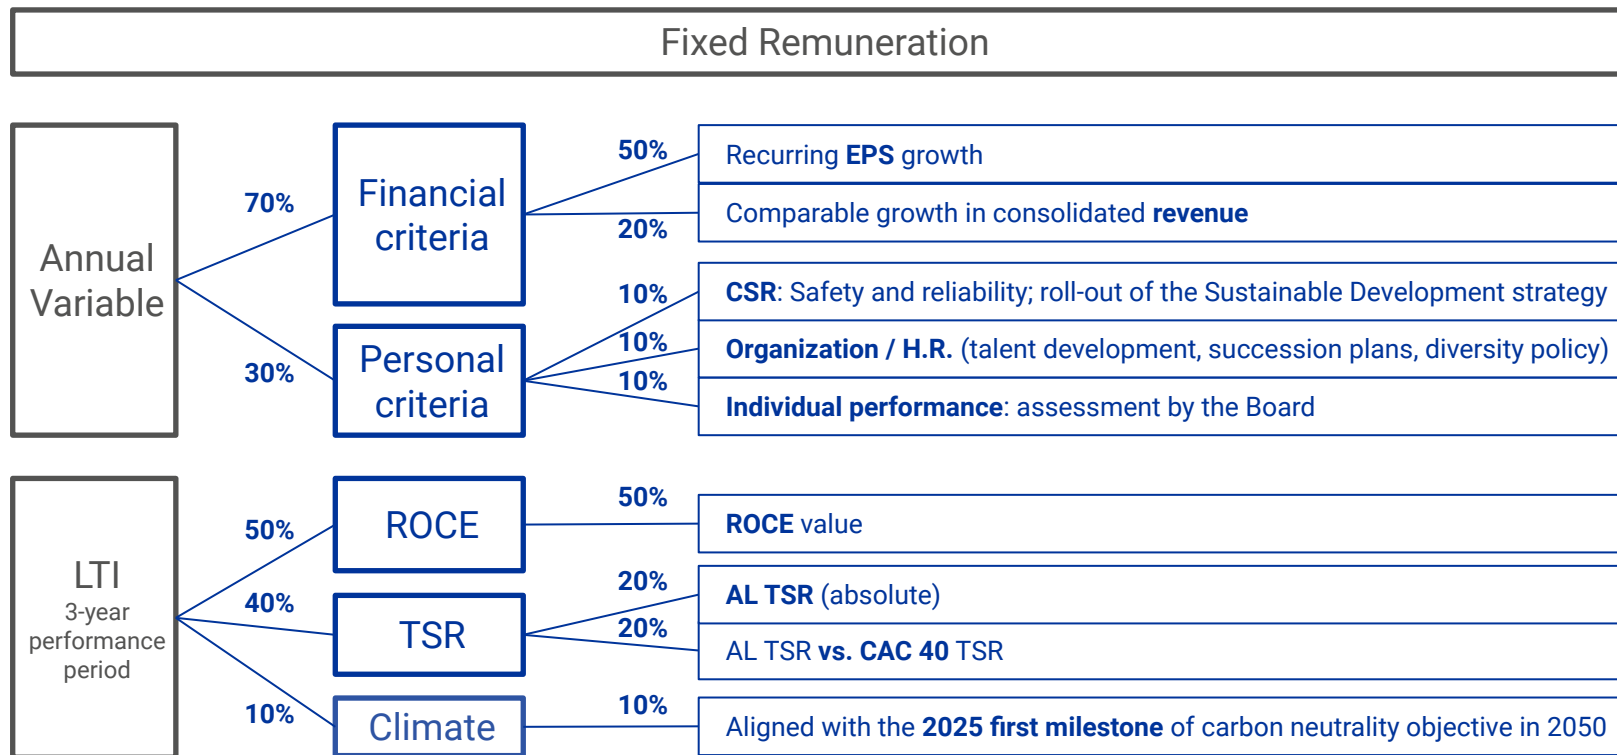 Fixed Remuneration
Annual
Variable
70%
30%
Financial
criteria
50%
20%
Recurring EPS growth
Comparable growth in consolidated revenue
Personal
criteria
10%
10%
10%
CSR: Safety and reliability; roll-out of the Sustainable Development strategy
Organization / H.R. (talent development, succession plans, diversity policy)
Individual performance: assessment by the Board
LTI
3-year
performance
period
50%
40%
10%
ROCE
50%
ROCE value
TSR
20%
20%
AL TSR (absolute)
AL TSR vs. CAC 40 TSR
Climate
10%
Aligned with the 2025 first milestone of carbon neutrality objective in 2050